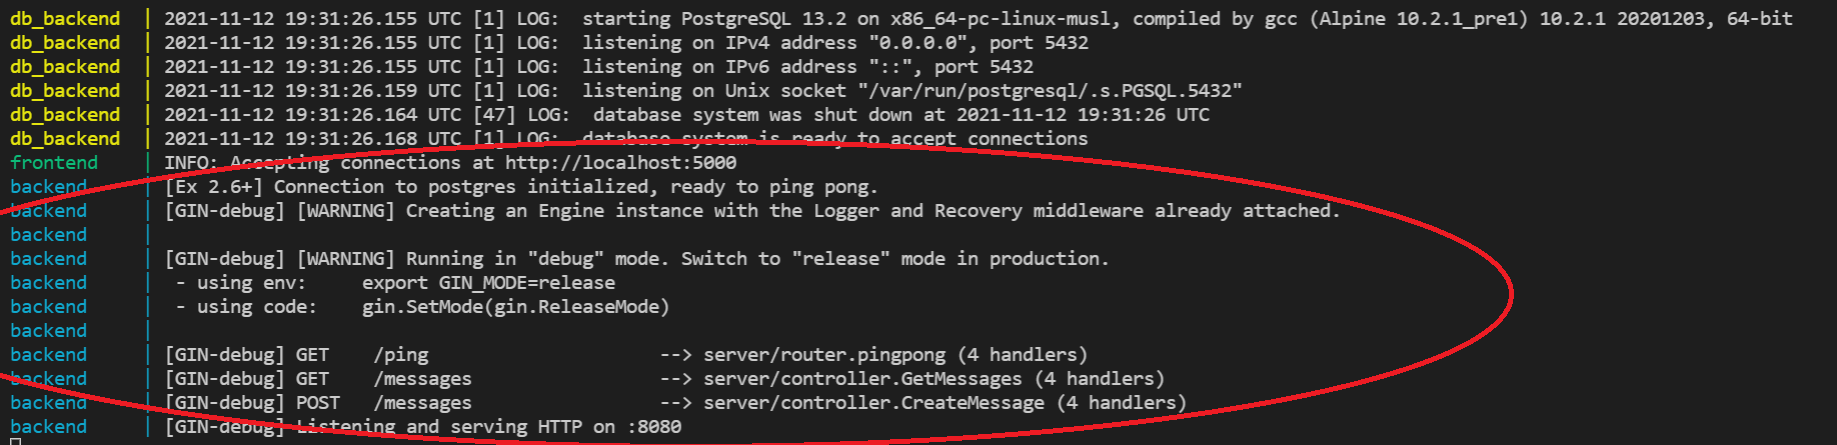 db_backend | 2021-11-12 19:31:26.155 UTC [1] LOG:  starting PostgreSQL 13.2 on x86_64-pc-linux-musl, compiled by gcc (Alpine 10.2.1_pre1) 10.2.1 20201203, 64-bit
db_backend | 2021-11-12 19:31:26.155 UTC [1] LOG:  listening on IPv4 address "0.0.0.0", port 5432
db_backend | 2021-11-12 19:31:26.155 UTC [1] LOG:  listening on IPv6 address "::", port 5432
db_backend | 2021-11-12 19:31:26.159 UTC [1] LOG:  listening on Unix socket "/var/run/postgresql/.s.PGSQL.5432"
db_backend | 2021-11-12 19:31:26.164 UTC [47] LOG:  database system was shut down at 2021-11-12 19:31:26 UTC
db_backend | 2021-11-12 19:31:26.168 UTC [1] LOG:  database system is ready to accept connections
frontend   | INFO: Accepting connections at http://localhost:5000
backend    | [Ex 2.6+] Connection to postgres initialized, ready to ping pong.
backend    | [GIN-debug] [WARNING] Creating an Engine instance with the Logger and Recovery middleware already attached.
backend    |
backend    | [GIN-debug] [WARNING] Running in "debug" mode. Switch to "release" mode in production.
backend    |  - using env:     export GIN_MODE=release
backend    |  - using code:    gin.SetMode(gin.ReleaseMode)
backend    |
backend    | [GIN-debug] GET    /ping                     --> server/router.pingpong (4 handlers)
backend    | [GIN-debug] GET    /messages                 --> server/controller.GetMessages (4 handlers)
backend    | [GIN-debug] POST   /messages                 --> server/controller.CreateMessage (4 handlers)
backend    | [GIN-debug] Listening and serving HTTP on :8080